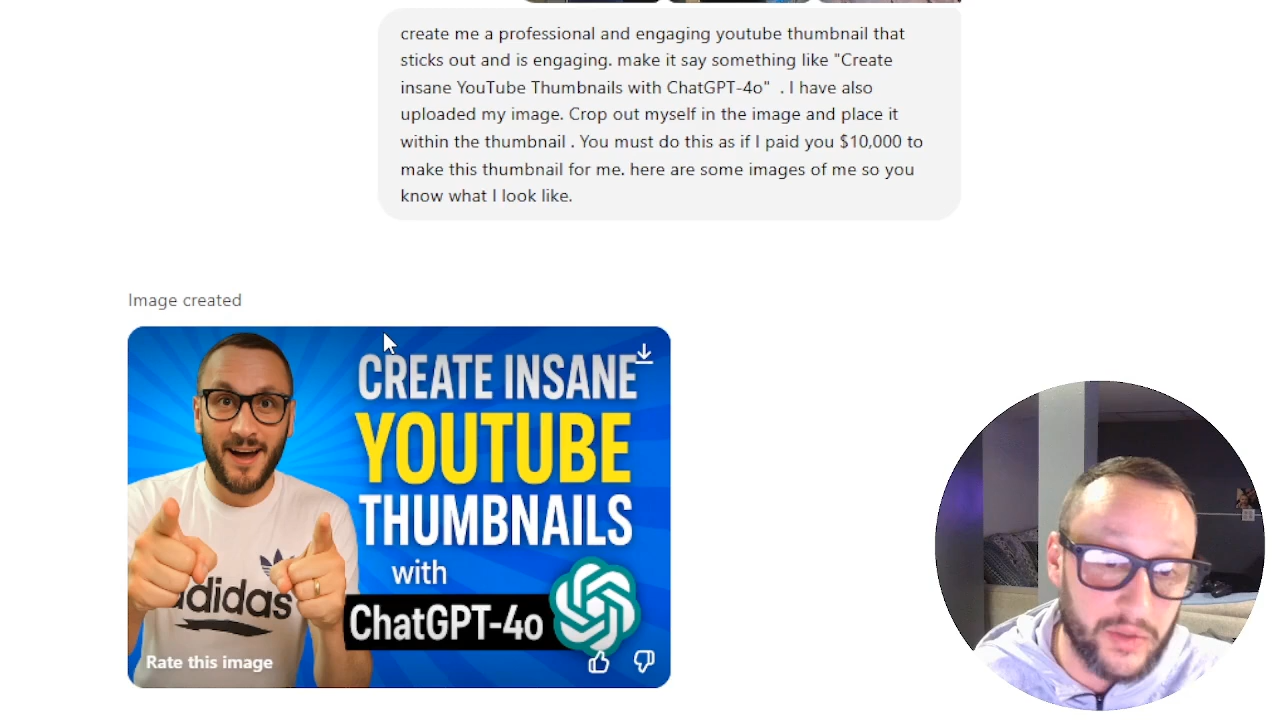 create me a professional and engaging youtube thumbnail that
sticks out and is engaging. make it say something like "Create
insane YouTube Thumbnails with ChatGPT-4o"  . I have also
uploaded my image. Crop out myself in the image and place it
within the thumbnail . You must do this as if I paid you $10,000 to
make this thumbnail for me. here are some images of me so you
know what I look like.
Image created
CREATE INSANE
YOUTUBE
THUMBNAILS
with
ChatGPT-4o
adidas
Rate this image